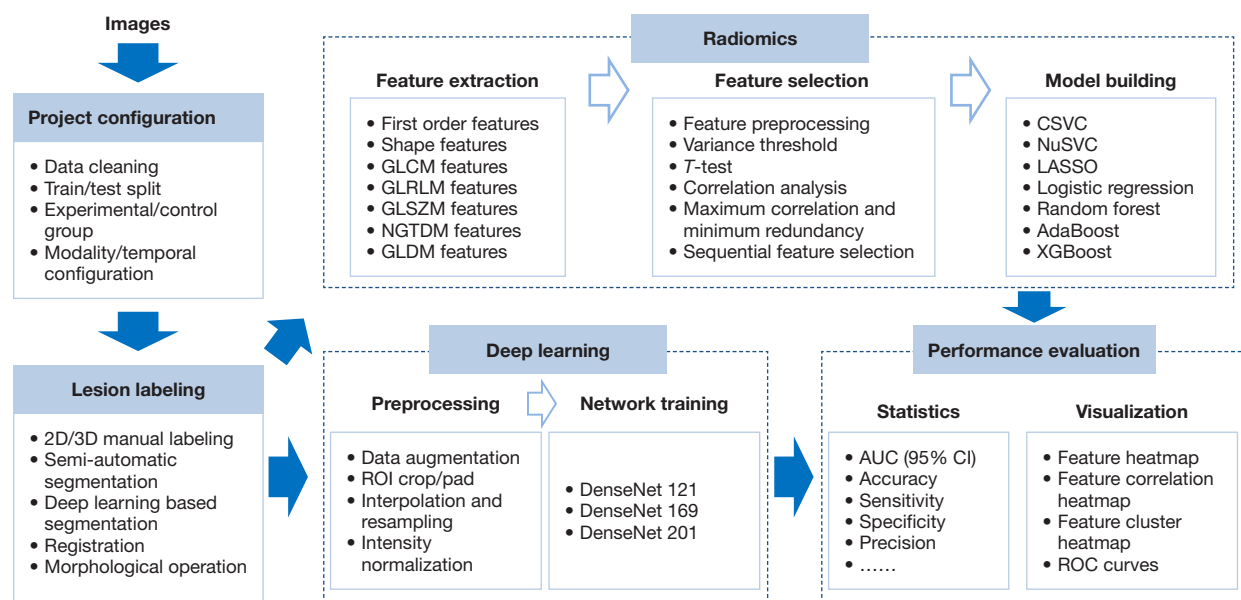 Images
Project configuration
• Data cleaning
• Train/test split
• Experimental/control
group
• Modality/temporal
configuration
Lesion labeling
• 2D/3D manual labeling
• Semi-automatic
segmentation
• Deep learning based
segmentation
• Registration
• Morphological operation
Radiomics
Feature extraction
• First order features
• Shape features
• GLCM features
• GLRLM features
• GLSZM features
• NGTDM features
• GLDM features
Feature selection
• Feature preprocessing
• Variance threshold
• T-test
• Correlation analysis
• Maximum correlation and
minimum redundancy
• Sequential feature selection
Model building
• CSVC
• NuSVC
• LASSO
• Logistic regression
• Random forest
• AdaBoost
• XGBoost
Deep learning
Preprocessing
• Data augmentation
• ROI crop/pad
• Interpolation and
resampling
• Intensity
normalization
Network training
• DenseNet 121
• DenseNet 169
• DenseNet 201
Performance evaluation
Statistics
• AUC (95% CI)
• Accuracy
• Sensitivity
• Specificity
• Precision
• ……
Visualization
• Feature heatmap
• Feature correlation
heatmap
• Feature cluster
heatmap
• ROC curves